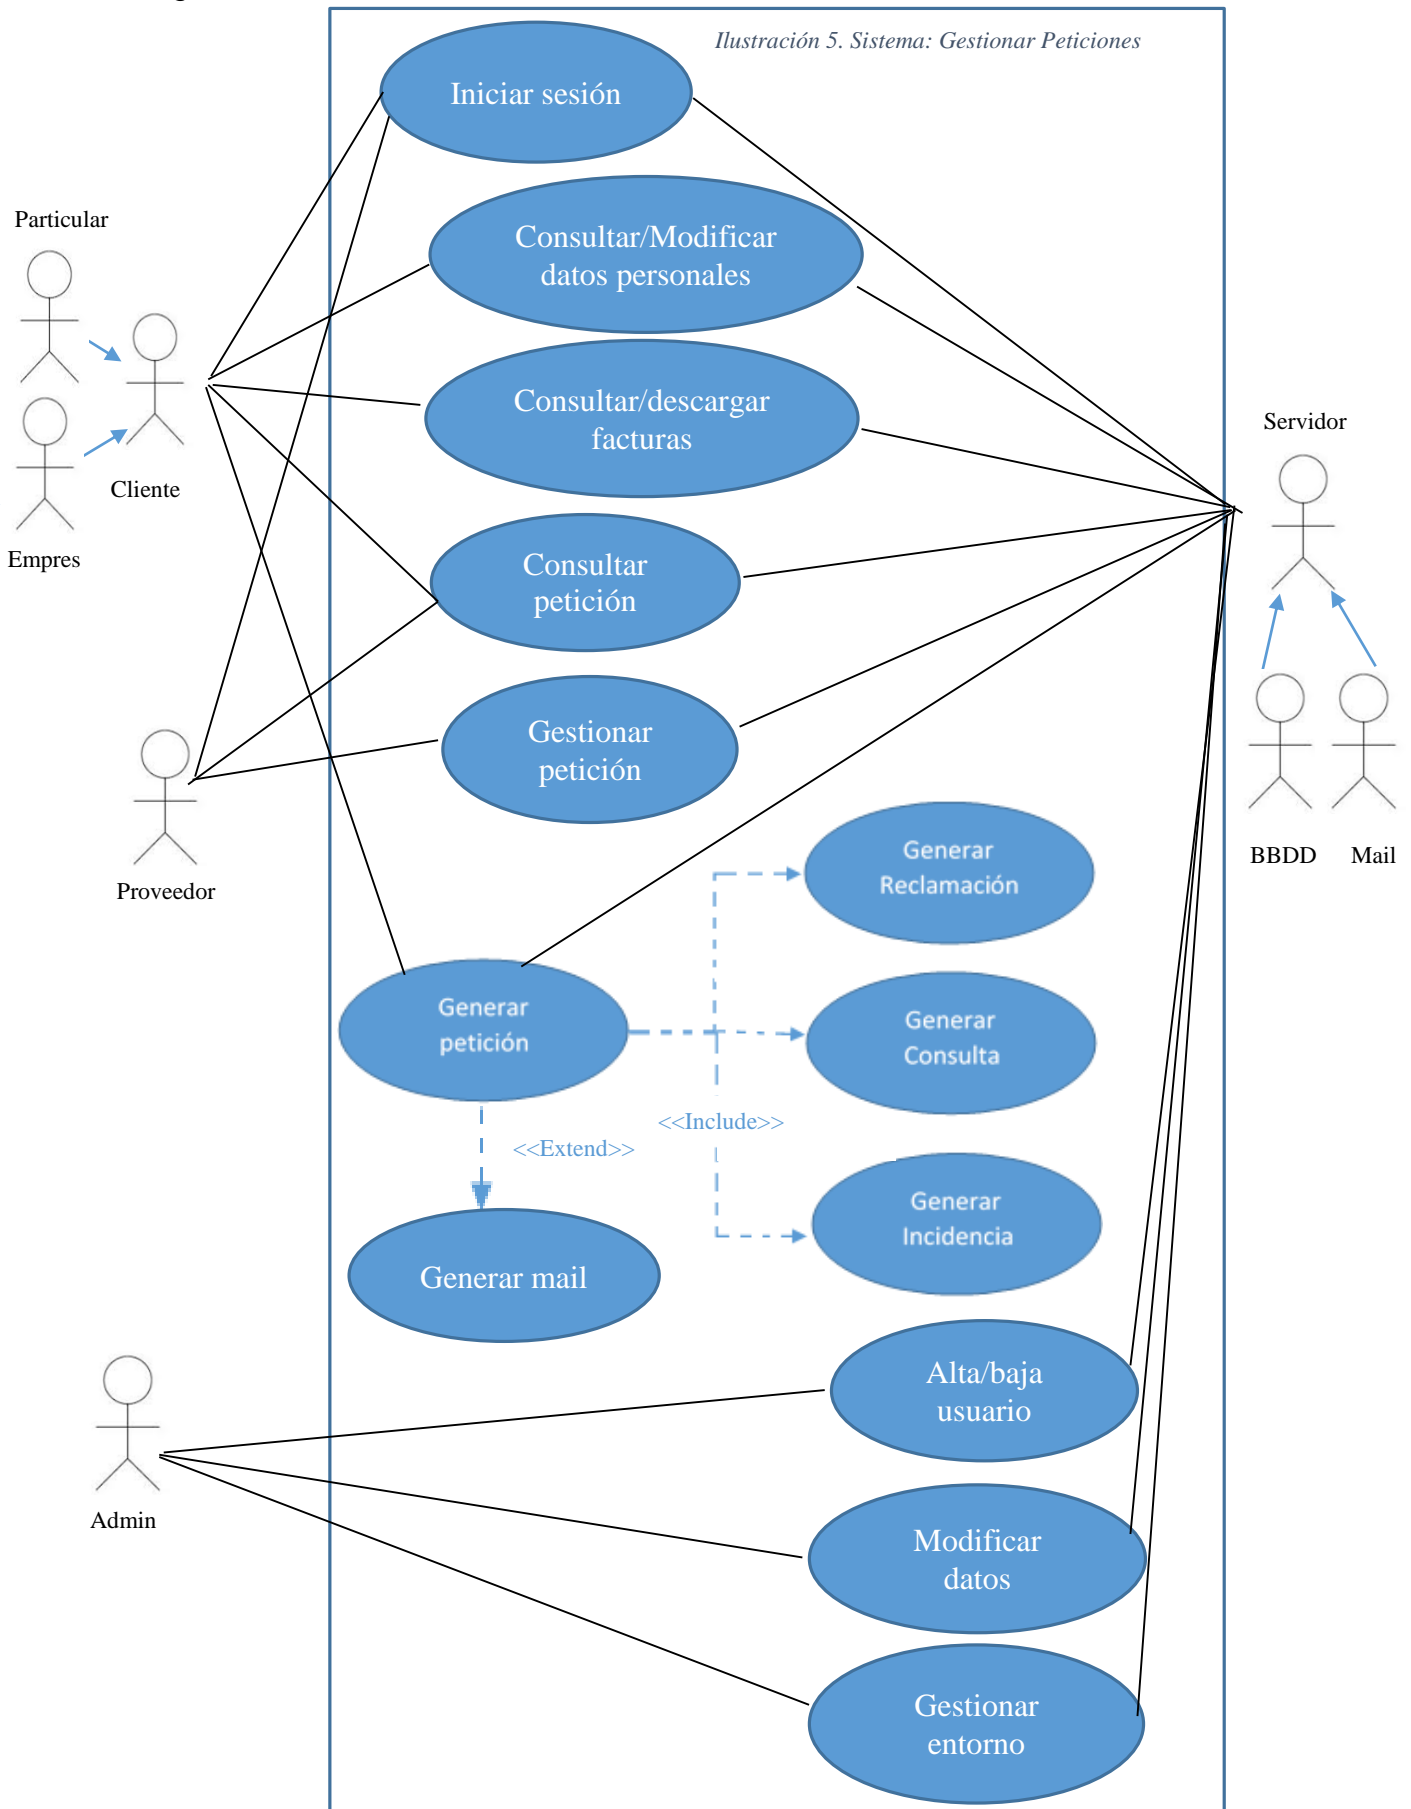 Ilustración 5. Sistema: Gestionar Peticiones
Iniciar sesión
Particular
Consultar/Modificar
datos personales
Consultar/descargar
facturas
Servidor
Cliente
Empres
Consultar
petición
Gestionar
petición
Proveedor
BBDD
Mail
Generar
Reclamación
Generar
petición
Generar
Consulta
<<Include>>
<<Extend>>
Generar
Incidencia
Generar mail
Alta/baja
usuario
Admin
Modificar
datos
Gestionar
entorno